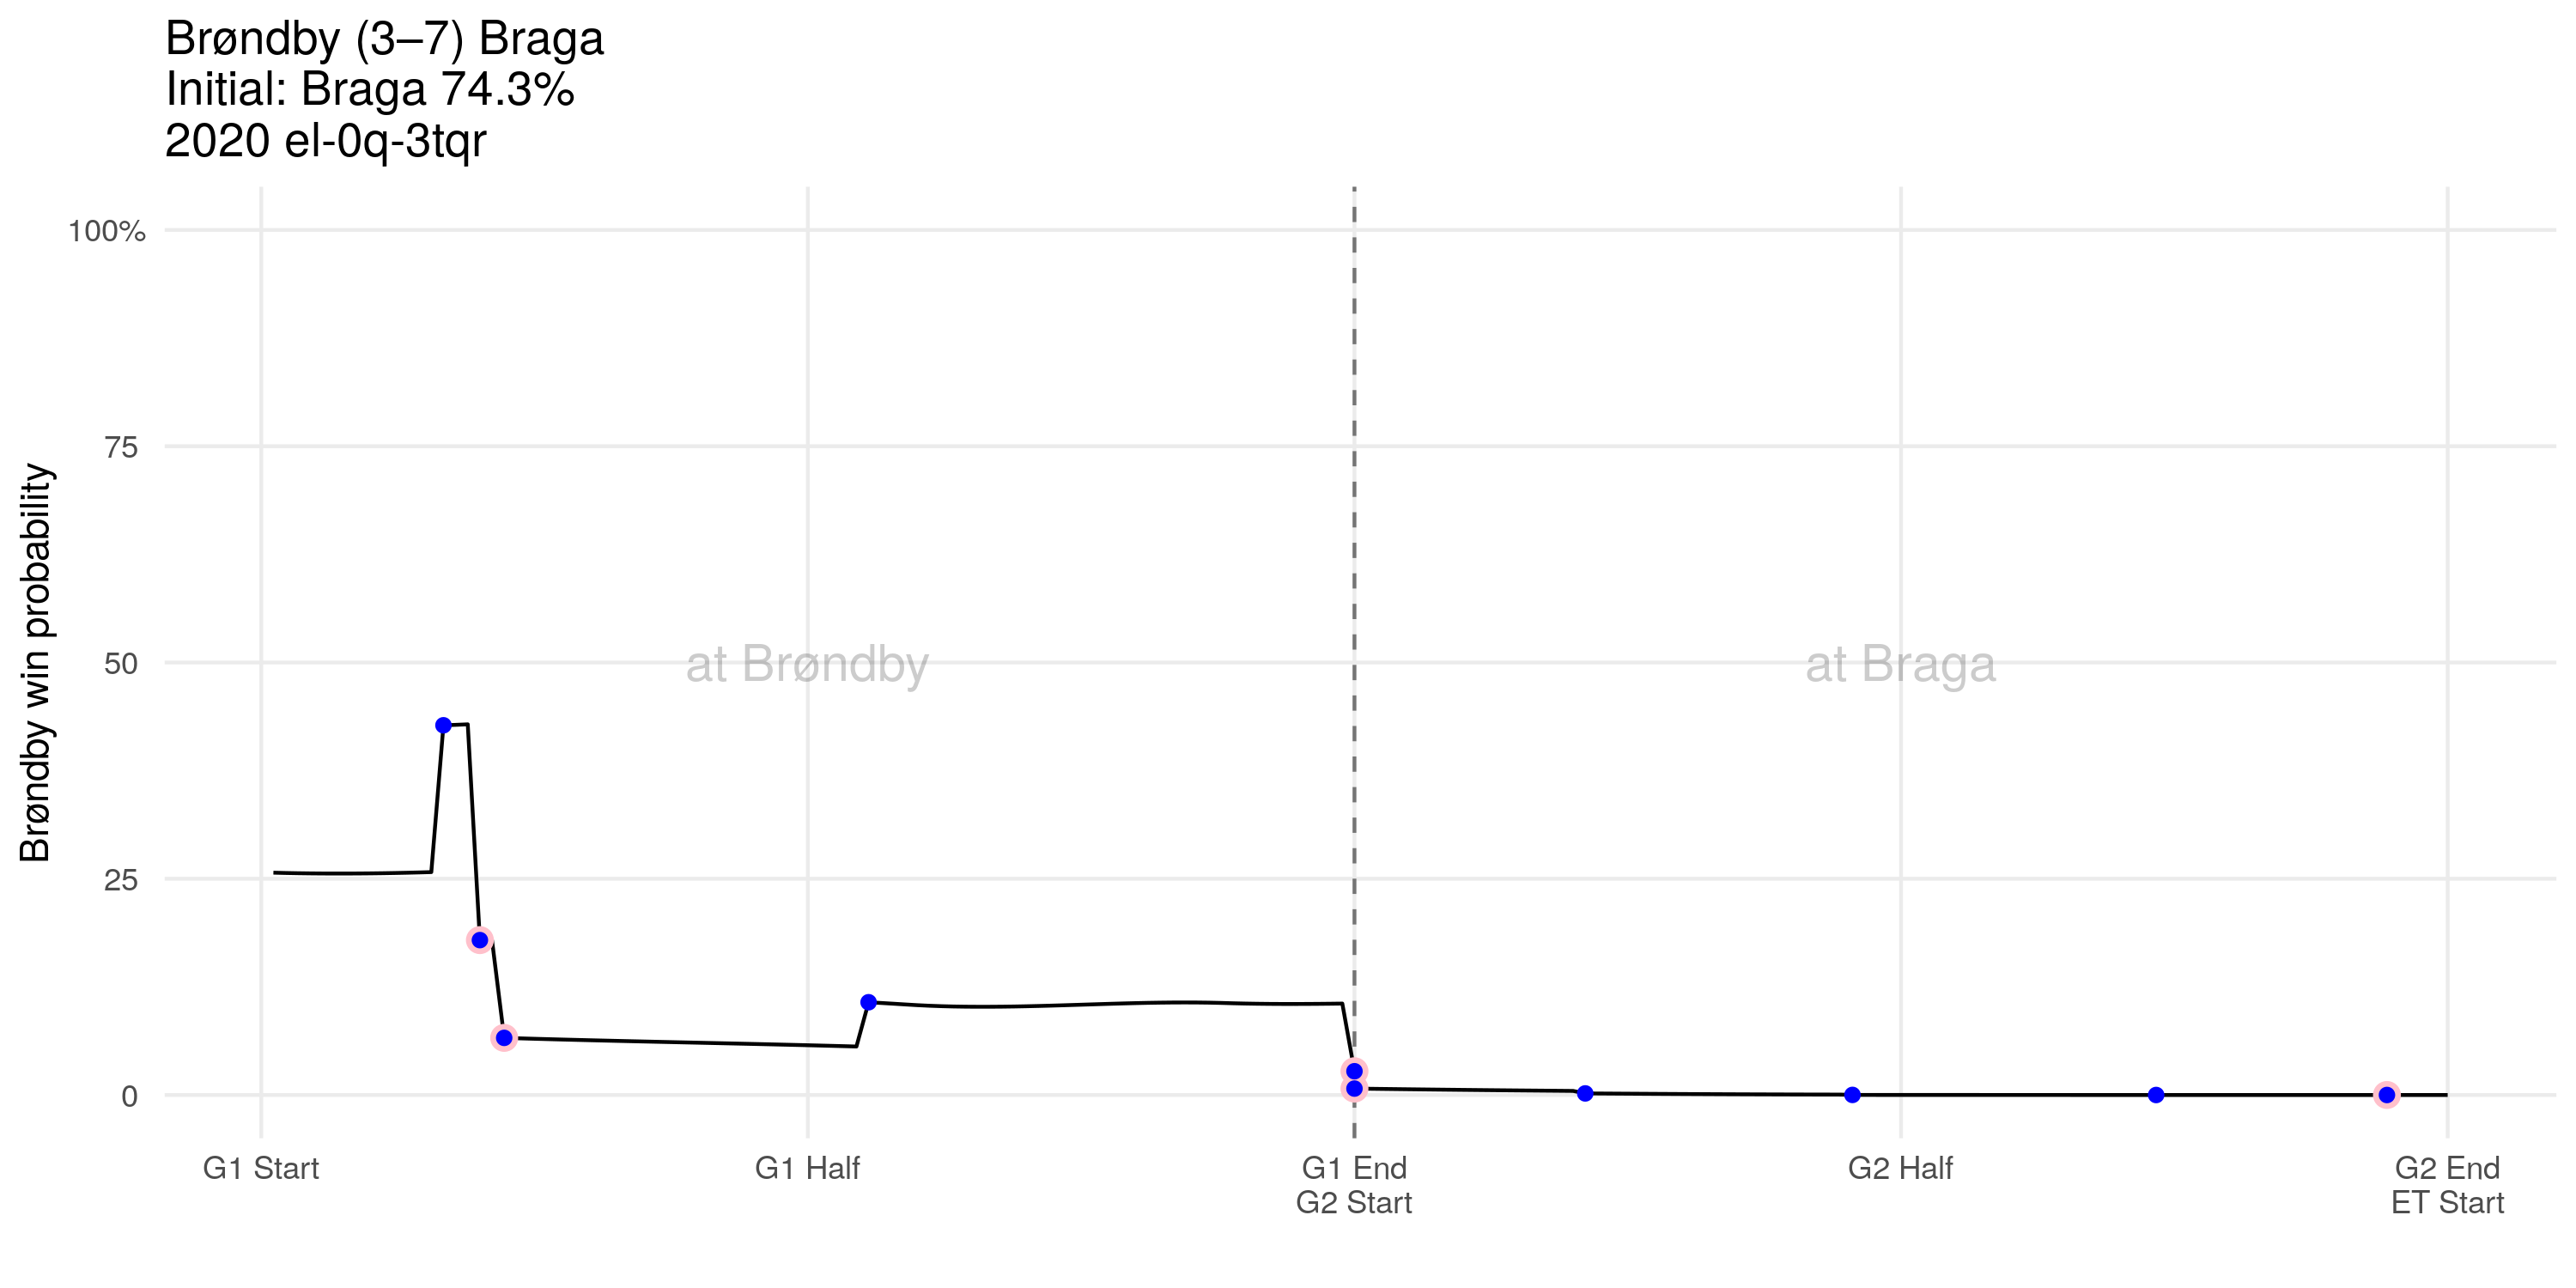 Brøndby (3–7) Braga
Initial: Braga 74.3%
2020 el-0q-3tqr
Brøndby win probability
100%
75
50
25
0
at Brøndby
at Braga
G1 Start
G1 Half
G1 End
G2 Start
G2 Half
G2 End
ET Start